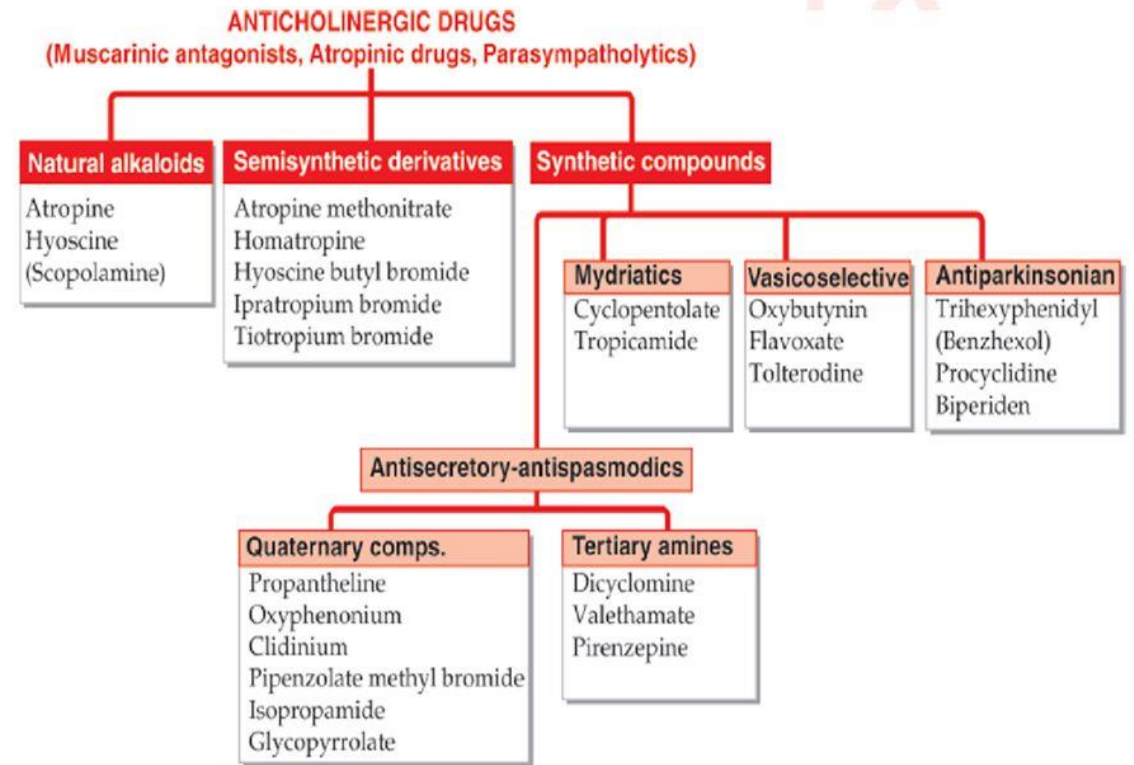 ANTICHOLINERGIC DRUGS
(Muscarinic antagonists, Atropinic drugs, Parasympatholytics)
Natural alkaloids
Atropine
Hyoscine
(Scopolamine)
Semisynthetic derivatives
Atropine methonitrate
Homatropine
Hyoscine butyl bromide
Ipratropium bromide
Tiotropium bromide
Synthetic compounds
Mydriatics
Cyclopentolate
Tropicamide
Vasicoselective
Oxybutynin
Flavoxate
Tolterodine
Antiparkinsonian
Trihexyphenidyl
(Benzhexol)
Procyclidine
Biperiden
Antisecretory-antispasmodics
Quaternary comps.
Propantheline
Oxyphenonium
Clidinium
Pipenzolate methyl bromide
Isopropamide
Glycopyrrolate
Tertiary amines
Dicyclomine
Valethamate
Pirenzepine